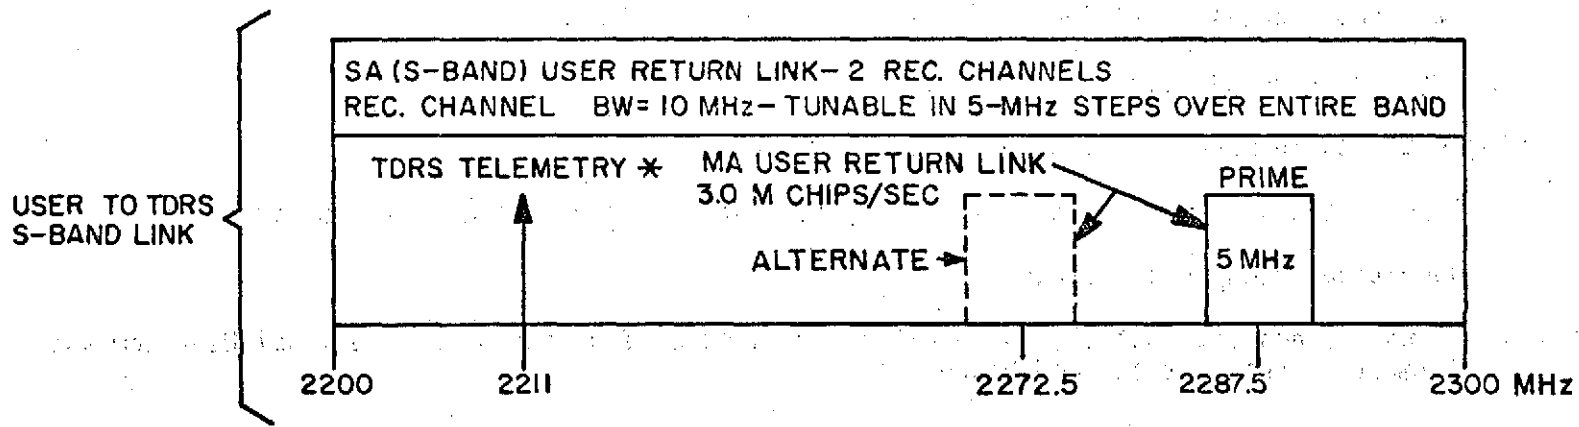 SA (S-BAND) USER RETURN LINK- 2 REC. CHANNELS
REC. CHANNEL BW= 10 MHz- TUNABLE IN 5-MHz STEPS OVER ENTIRE BAND
TDRS TELEMETRY *
MA USER RETURN LINK
3.0 M CHIPS/SEC
PRIME
USER TO TDRS
S-BAND LINK
ALTERNATE
5 MHz
2200
2211
2272.5
2287.5
2300 MHz